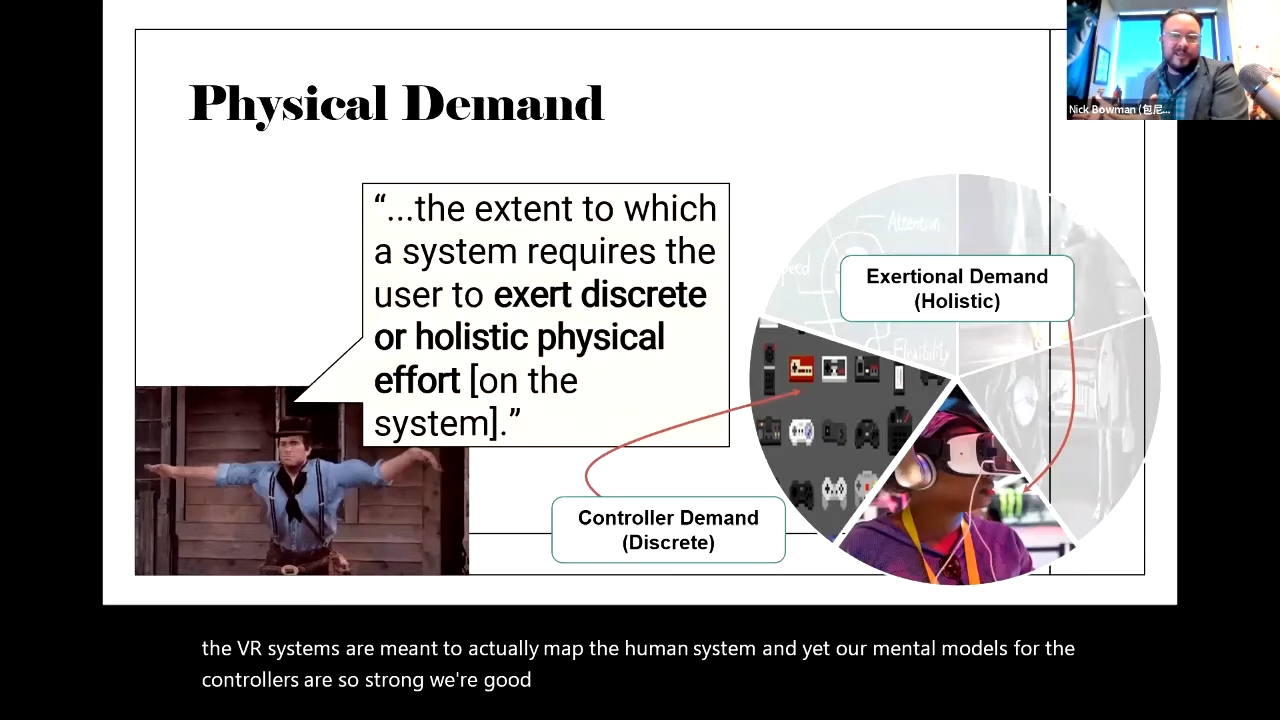 Physical Demand
Nick Bowman (包尼...
“...the extent to which
a system requires the
user to exert discrete
or holistic physical
effort [on the
system].”
Attention
Exertional Demand
(Holistic)
Flexibility
Controller Demand
(Discrete)
the VR systems are meant to actually map the human system and yet our mental models for the
controllers are so strong we're good